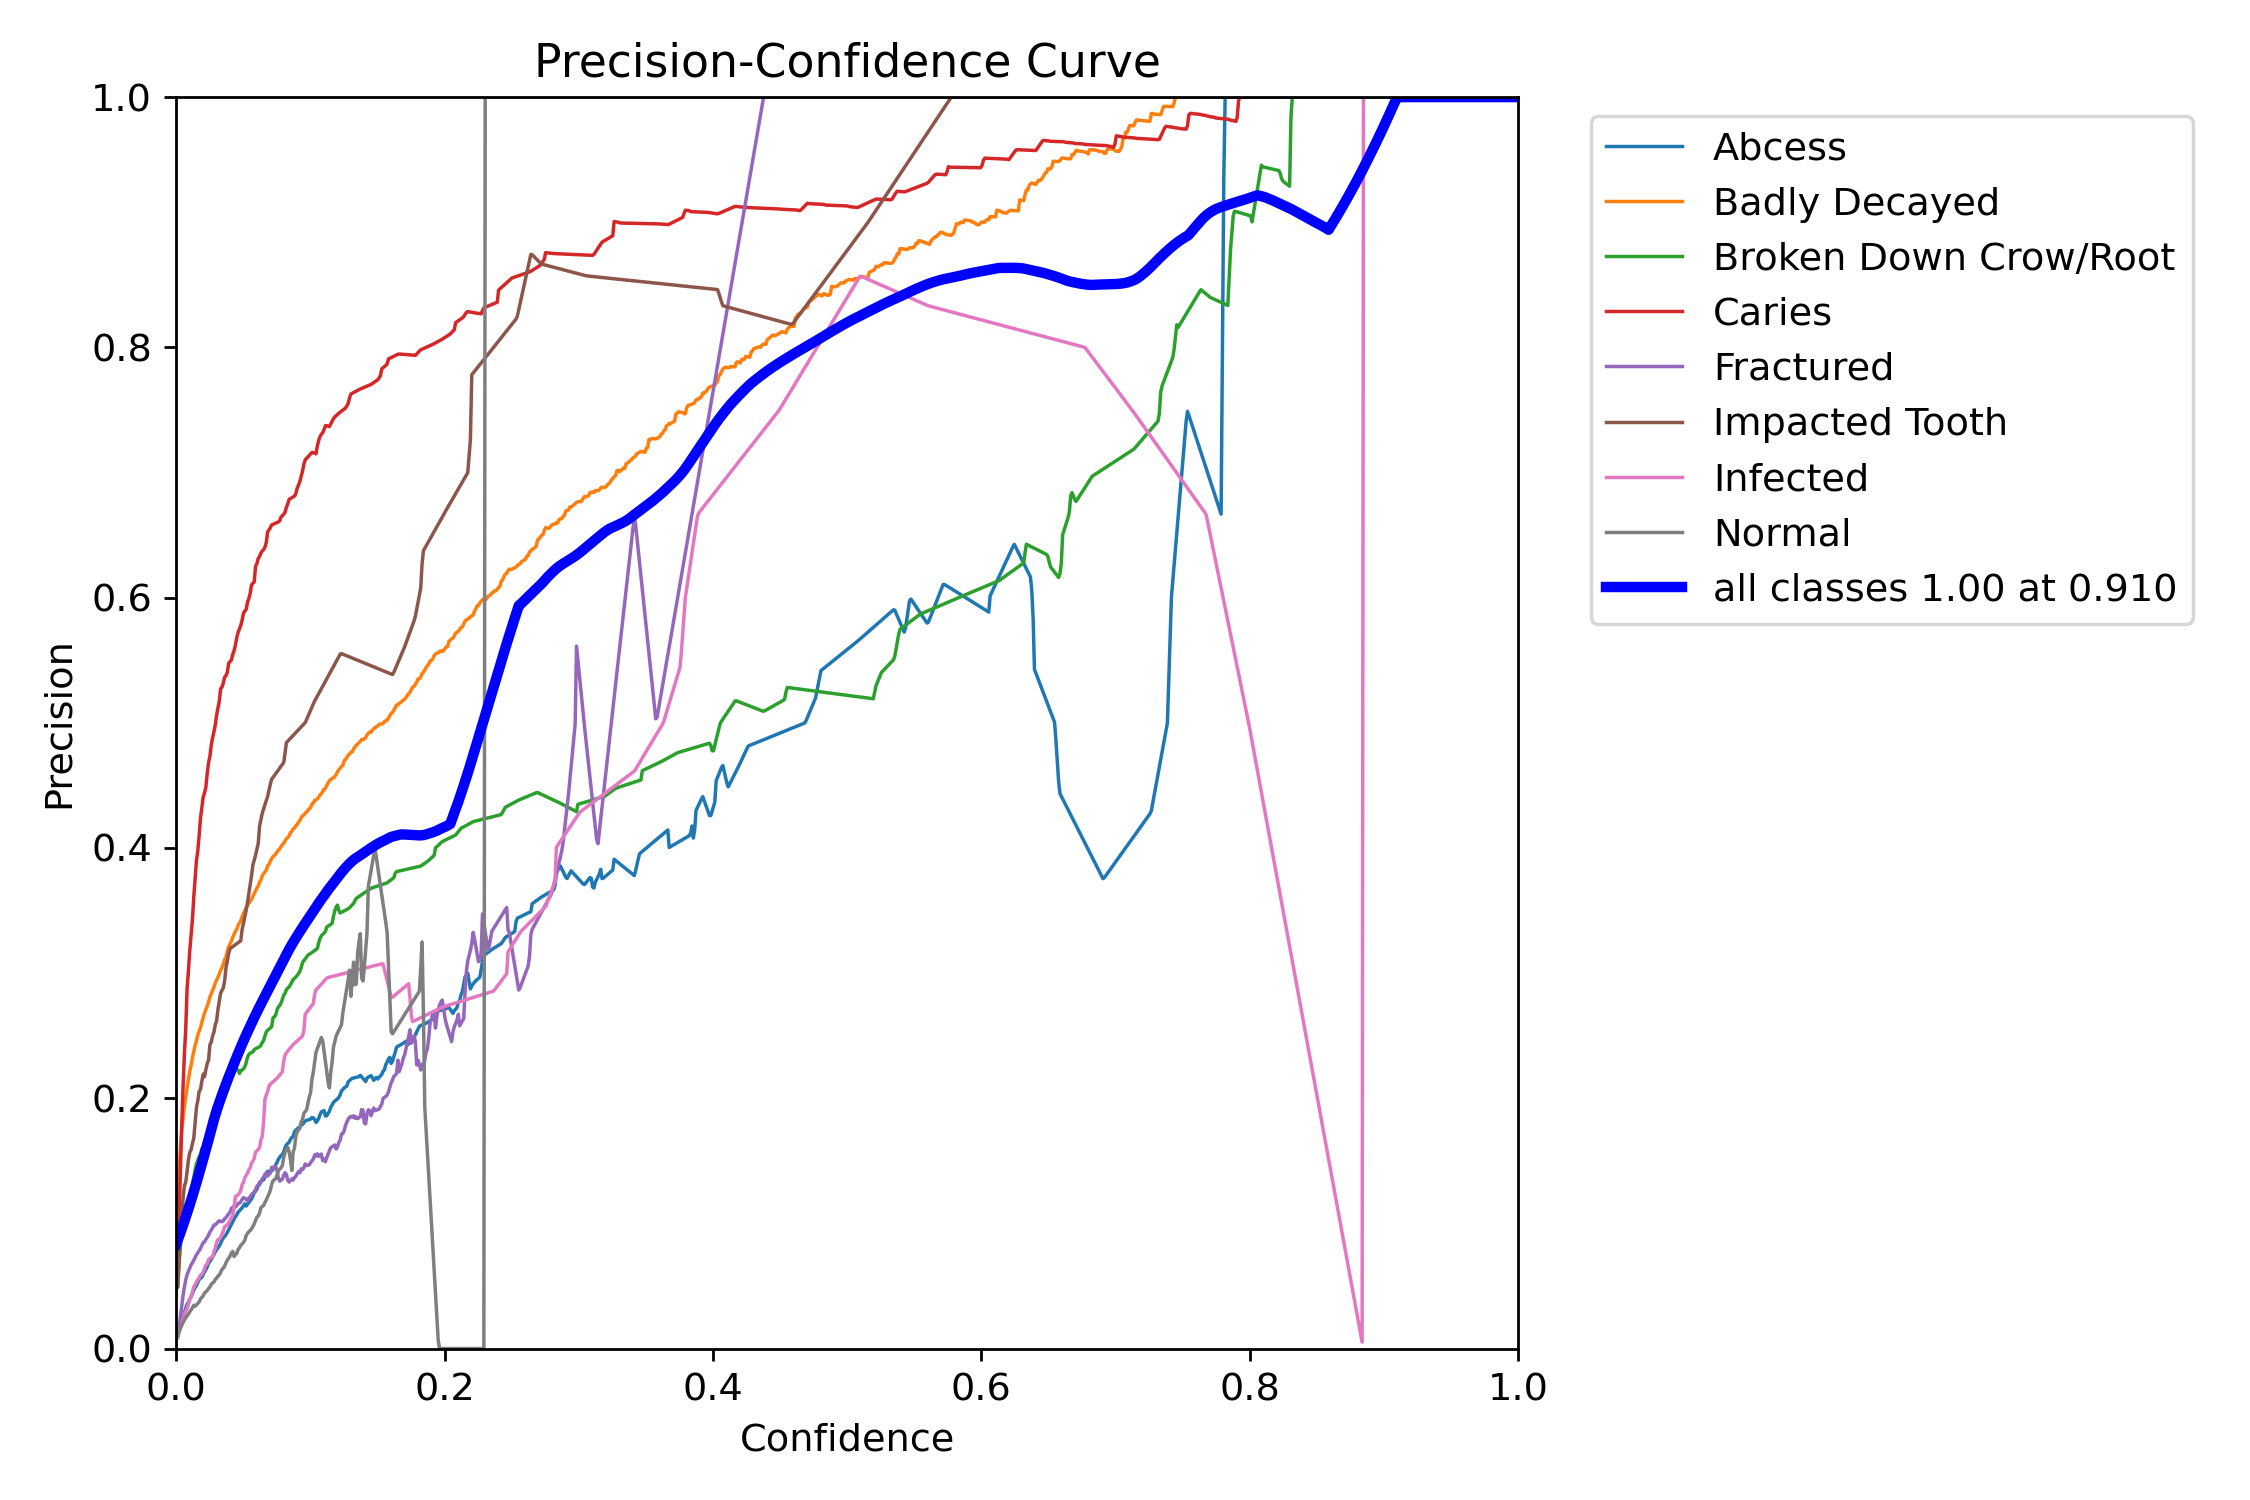 Precision-Confidence Curve
1.0
0.8
0.6
0.4
0.2
0.0
Precision
0.0 0.2 0.4 0.6 0.8 1.0
Confidence
Abcess
Badly Decayed
Broken Down Crow/Root
Caries
Fractured
Impacted Tooth
Infected
Normal
all classes 1.00 at 0.910